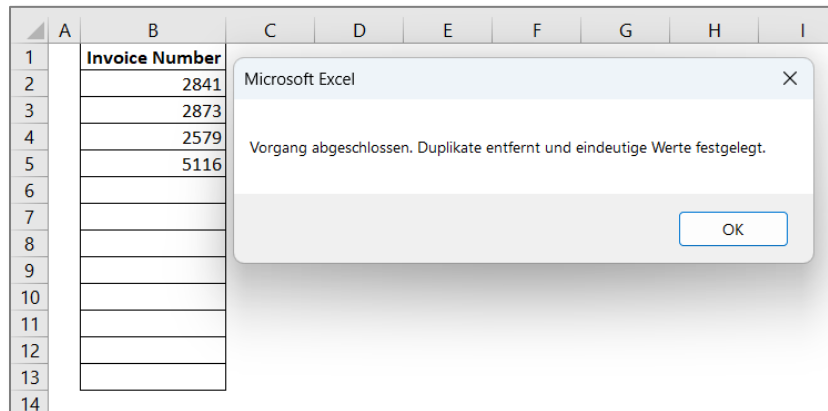 A B C D E F G H I
1 Invoice Number
2 2841
3 2873
4 2579
5 5116
6
7
8
9
10
11
12
13
14
Microsoft Excel
Vorgang abgeschlossen. Duplikate entfernt und eindeutige Werte festgelegt.
OK